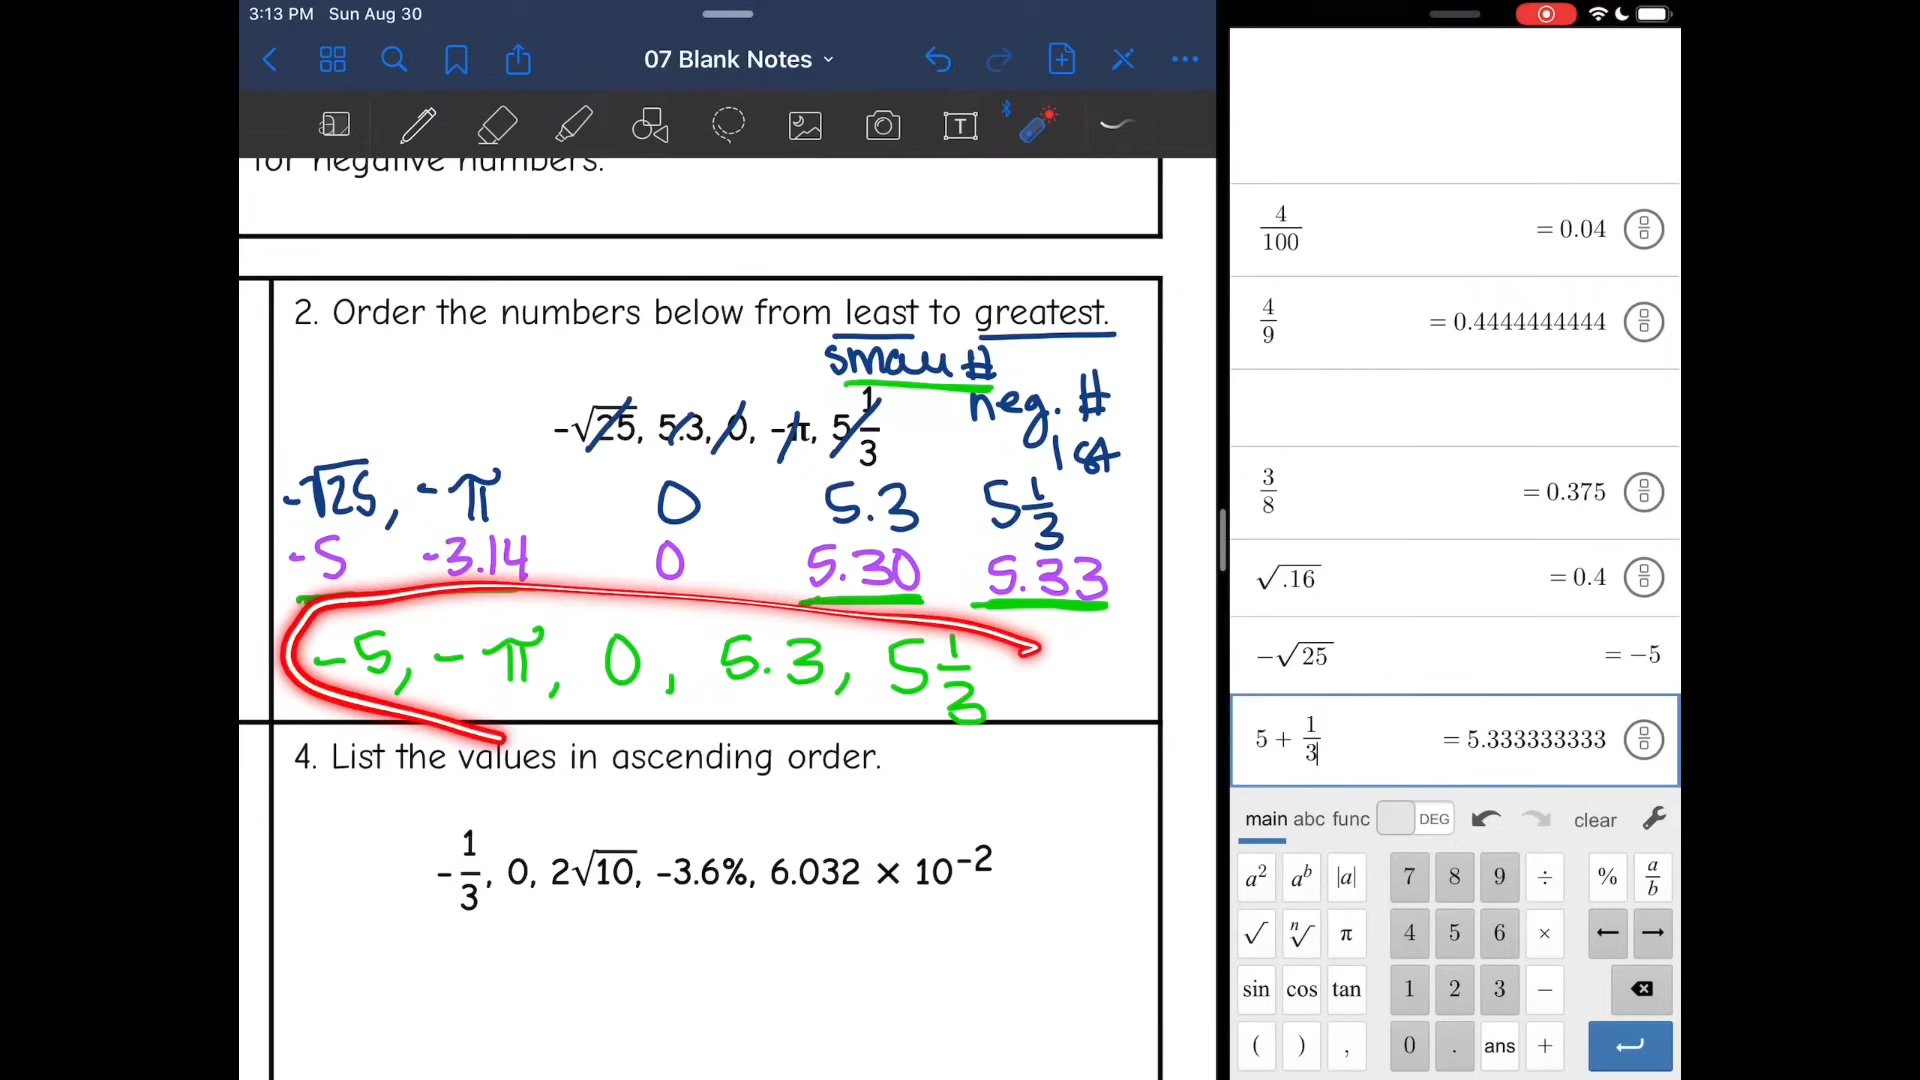 3:13 PM Sun Aug 30
07 Blank Notes
for negative numbers.
2. Order the numbers below from least to greatest.
small #
neg. #
1st
-√25, 5.3, 0, -π, 5 1/3
-√25, -π 0 5.3 5 1/3
-5 -3.14 0 5.30 5.33
-5, -π, 0, 5.3, 5 1/3
4. List the values in ascending order.
-1/3, 0, 2√10, -3.6%, 6.032 × 10⁻²
4/100 = 0.04
4/9 = 0.4444444444
3/8 = 0.375
√.16 = 0.4
-√25 = -5
5 + 1/3 = 5.333333333
main abc func DEG clear
a² aᵇ |a| 7 8 9 ÷ % a/b
√ ⁿ√ π 4 5 6 × ← →
sin cos tan 1 2 3 −
( ) , 0 . ans +